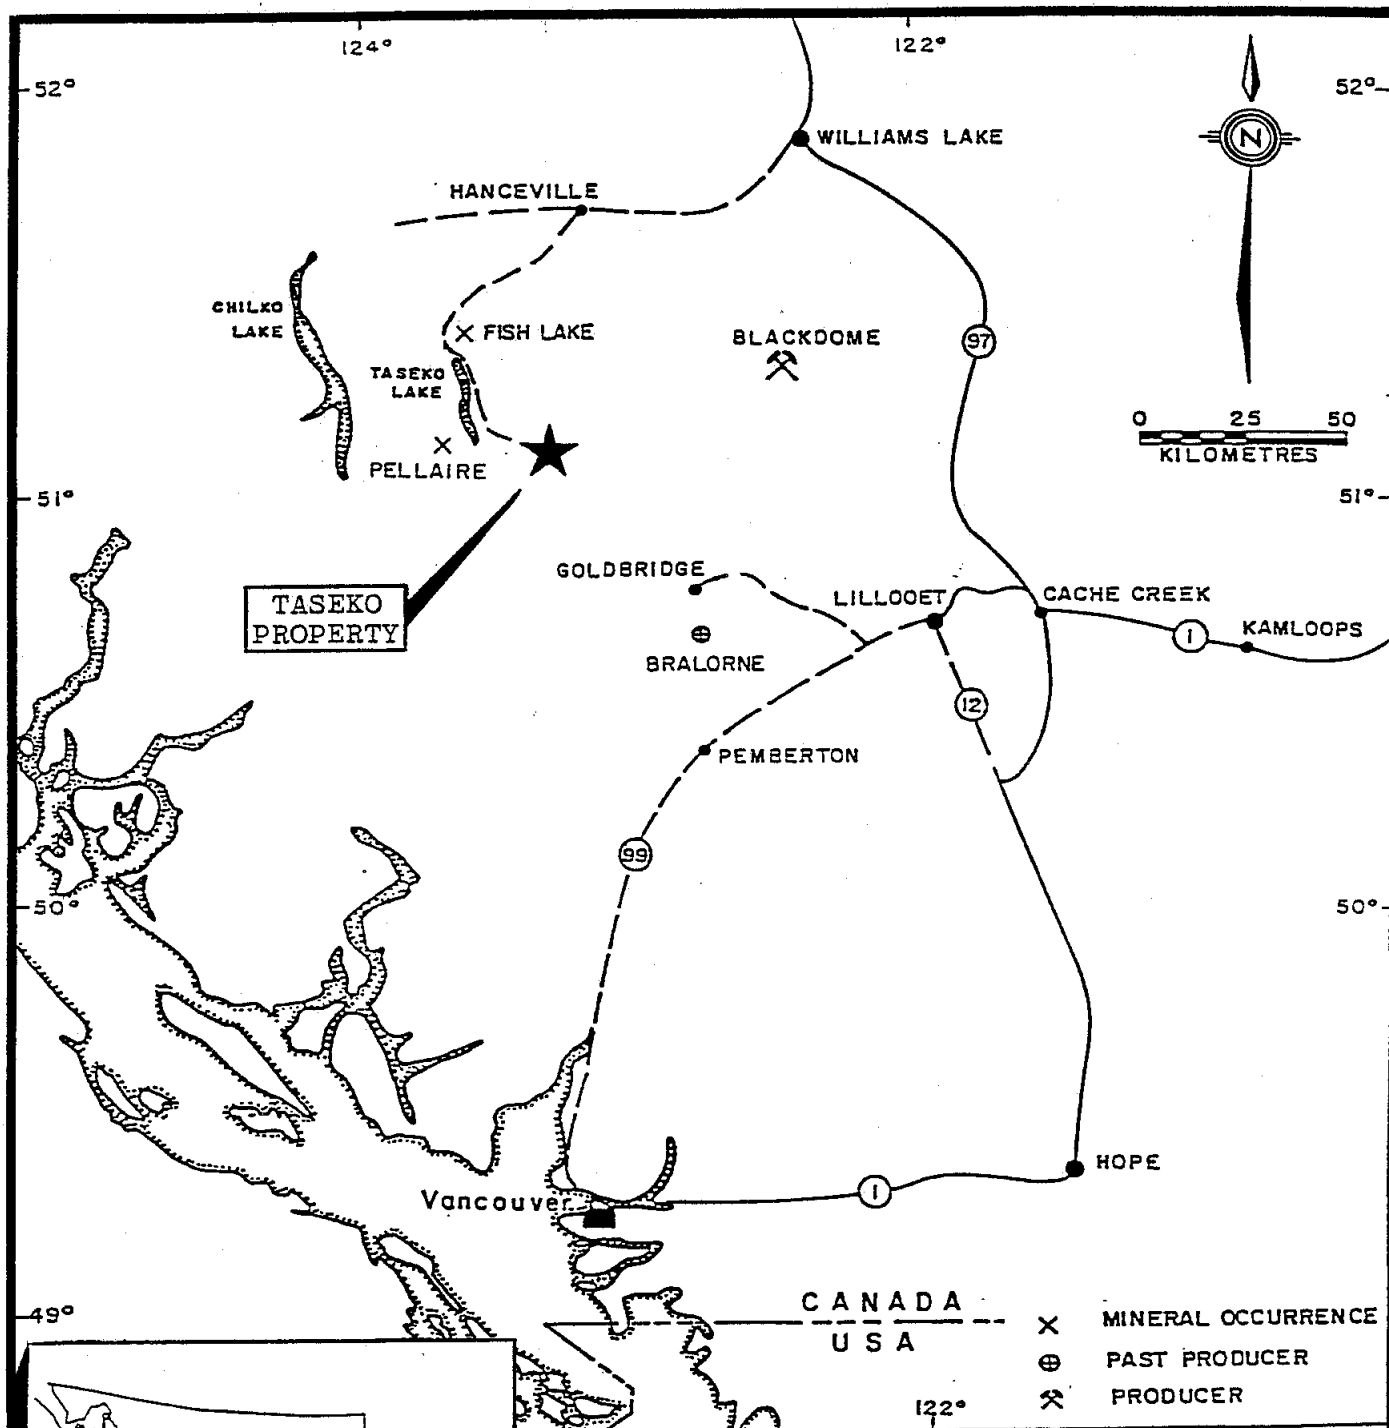 124°
122°
52°
52°
WILLIAMS LAKE
N
HANCEVILLE
CHILKO
LAKE
FISH LAKE
BLACKDOME
97
TASEKO
LAKE
0 25 50
KILOMETRES
PELLAIRE
51°
51°
GOLDBRIDGE
TASEKO
PROPERTY
LILLOOET
CACHE CREEK
1
KAMLOOPS
BRALORNE
12
PEMBERTON
99
50°
50°
HOPE
Vancouver
1
CANADA
USA
49°
MINERAL OCCURRENCE
PAST PRODUCER
PRODUCER
122°